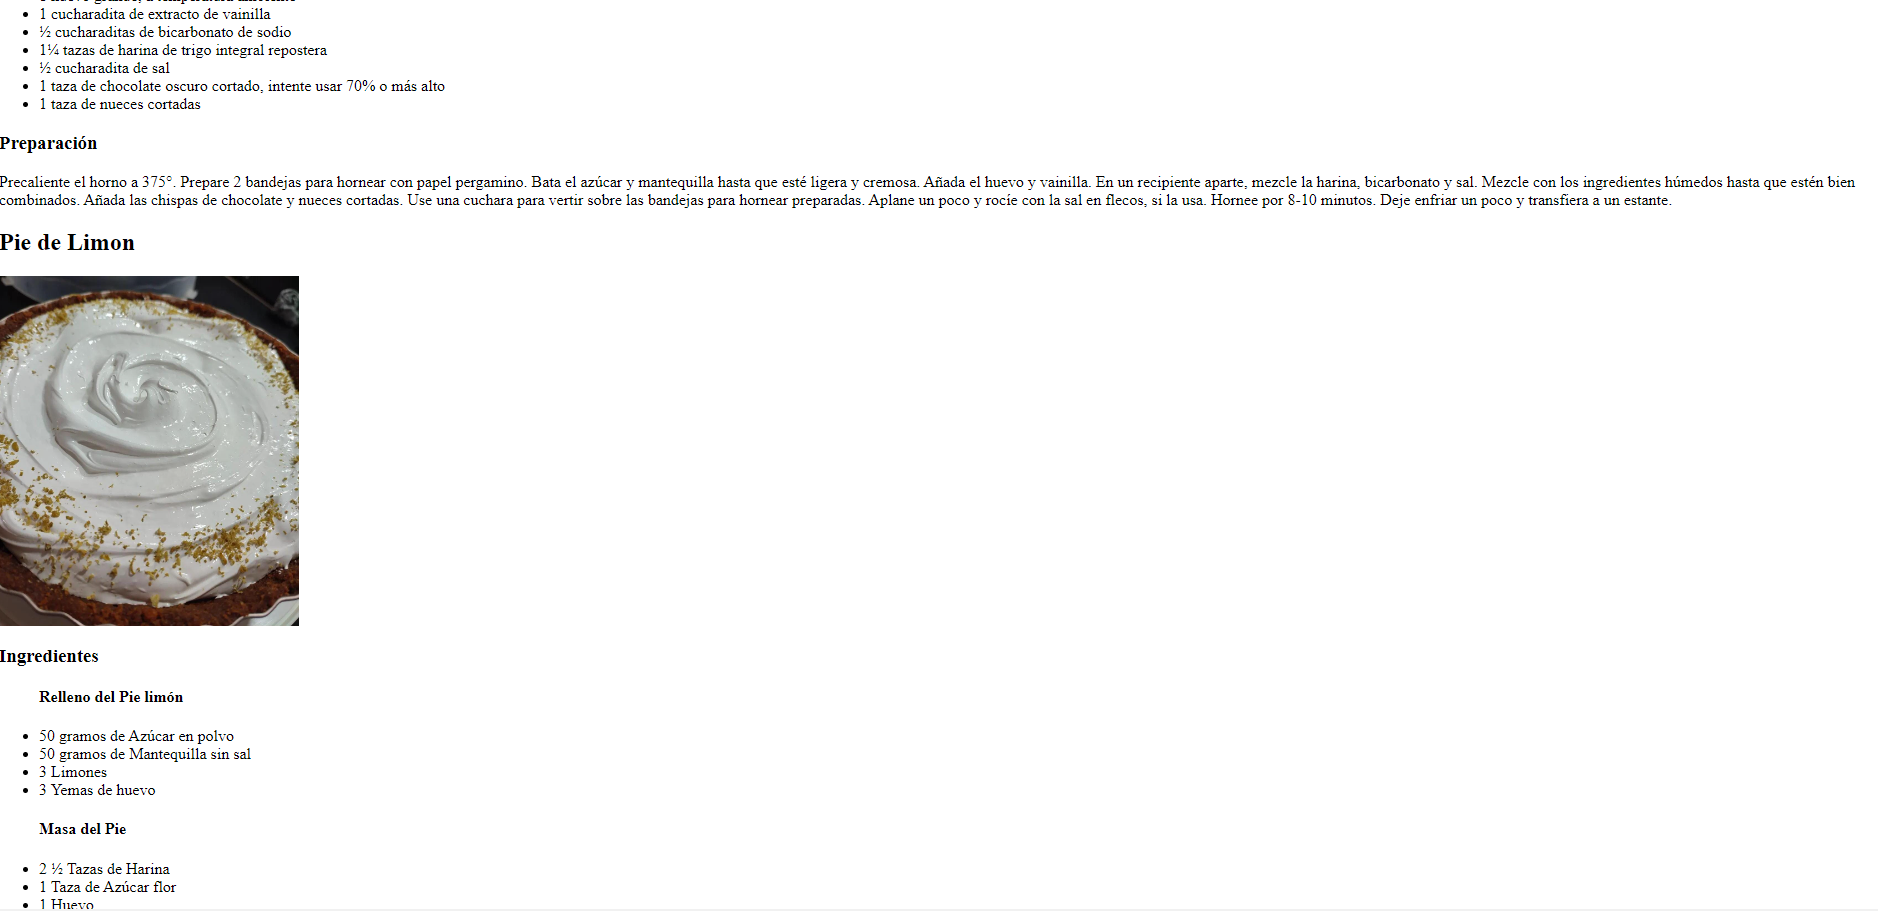 1 cucharadita de extracto de vainilla
½ cucharaditas de bicarbonato de sodio
1¼ tazas de harina de trigo integral repostera
½ cucharadita de sal
1 taza de chocolate oscuro cortado, intente usar 70% o más alto
1 taza de nueces cortadas
Preparación
Precaliente el horno a 375°. Prepare 2 bandejas para hornear con papel pergamino. Bata el azúcar y mantequilla hasta que esté ligera y cremosa. Añada el huevo y vainilla. En un recipiente aparte, mezcle la harina, bicarbonato y sal. Mezcle con los ingredientes húmedos hasta que estén bien
combinados. Añada las chispas de chocolate y nueces cortadas. Use una cuchara para vertir sobre las bandejas para hornear preparadas. Aplane un poco y rocíe con la sal en flecos, si la usa. Hornee por 8-10 minutos. Deje enfriar un poco y transfiera a un estante.
Pie de Limon
Ingredientes
Relleno del Pie limón
50 gramos de Azúcar en polvo
50 gramos de Mantequilla sin sal
3 Limones
3 Yemas de huevo
Masa del Pie
2 ½ Tazas de Harina
1 Taza de Azúcar flor
1 Huevo